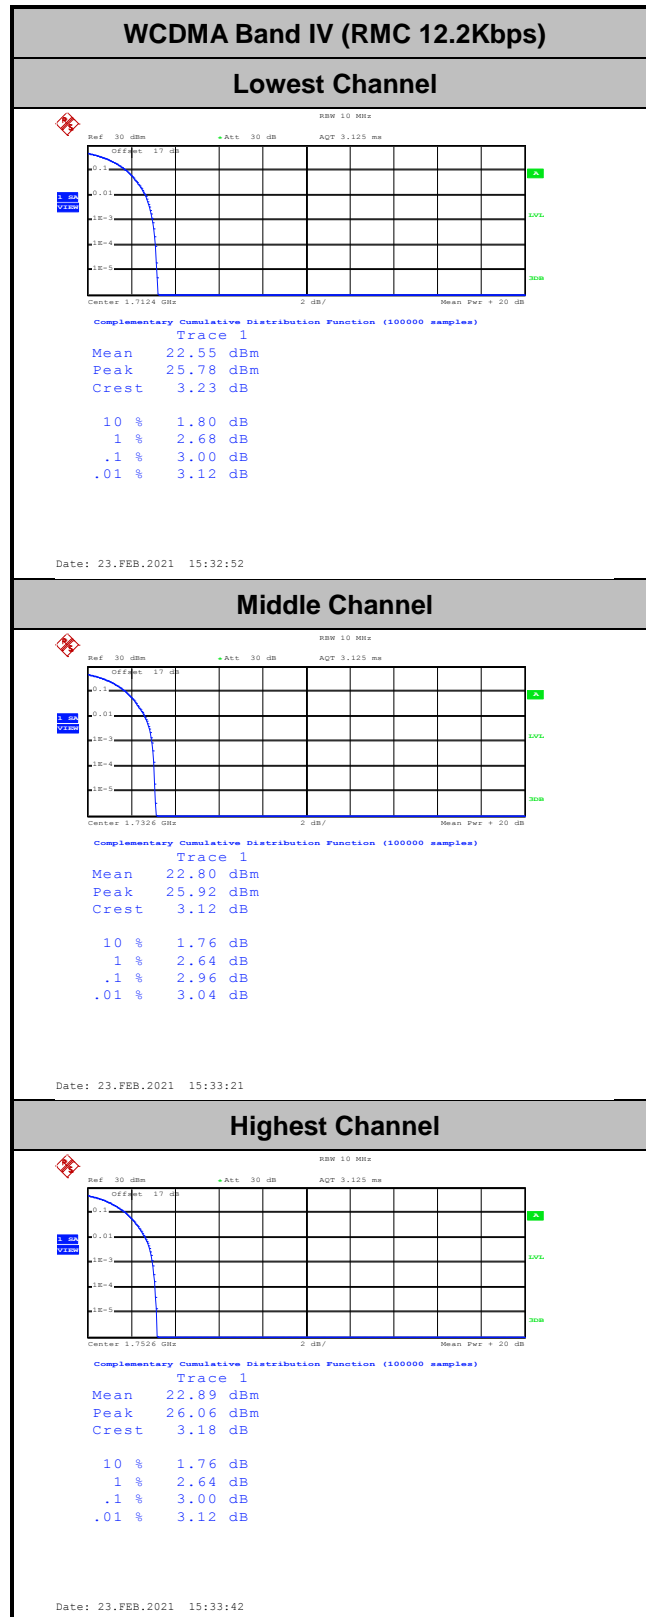 WCDMA Band IV (RMC 12.2Kbps)
Lowest Channel
RBW 10 MHz
Ref 30 dBm *Att 30 dB AQT 3.125 ms
Offset 17 dB
0.1
A
0.01
1 SA
VIEW
1E-3
LVL
1E-4
1E-5
3DB
Center 1.7124 GHz 2 dB/ Mean Pwr + 20 dB
Complementary Cumulative Distribution Function (100000 samples)
Trace 1
Mean 22.55 dBm
Peak 25.78 dBm
Crest 3.23 dB
10 % 1.80 dB
1 % 2.68 dB
.1 % 3.00 dB
.01 % 3.12 dB
Date: 23.FEB.2021 15:32:52
Middle Channel
RBW 10 MHz
Ref 30 dBm *Att 30 dB AQT 3.125 ms
Offset 17 dB
0.1
A
0.01
1 SA
VIEW
1E-3
LVL
1E-4
1E-5
3DB
Center 1.7326 GHz 2 dB/ Mean Pwr + 20 dB
Complementary Cumulative Distribution Function (100000 samples)
Trace 1
Mean 22.80 dBm
Peak 25.92 dBm
Crest 3.12 dB
10 % 1.76 dB
1 % 2.64 dB
.1 % 2.96 dB
.01 % 3.04 dB
Date: 23.FEB.2021 15:33:21
Highest Channel
RBW 10 MHz
Ref 30 dBm *Att 30 dB AQT 3.125 ms
Offset 17 dB
0.1
A
0.01
1 SA
VIEW
1E-3
LVL
1E-4
1E-5
3DB
Center 1.7526 GHz 2 dB/ Mean Pwr + 20 dB
Complementary Cumulative Distribution Function (100000 samples)
Trace 1
Mean 22.89 dBm
Peak 26.06 dBm
Crest 3.18 dB
10 % 1.76 dB
1 % 2.64 dB
.1 % 3.00 dB
.01 % 3.12 dB
Date: 23.FEB.2021 15:33:42